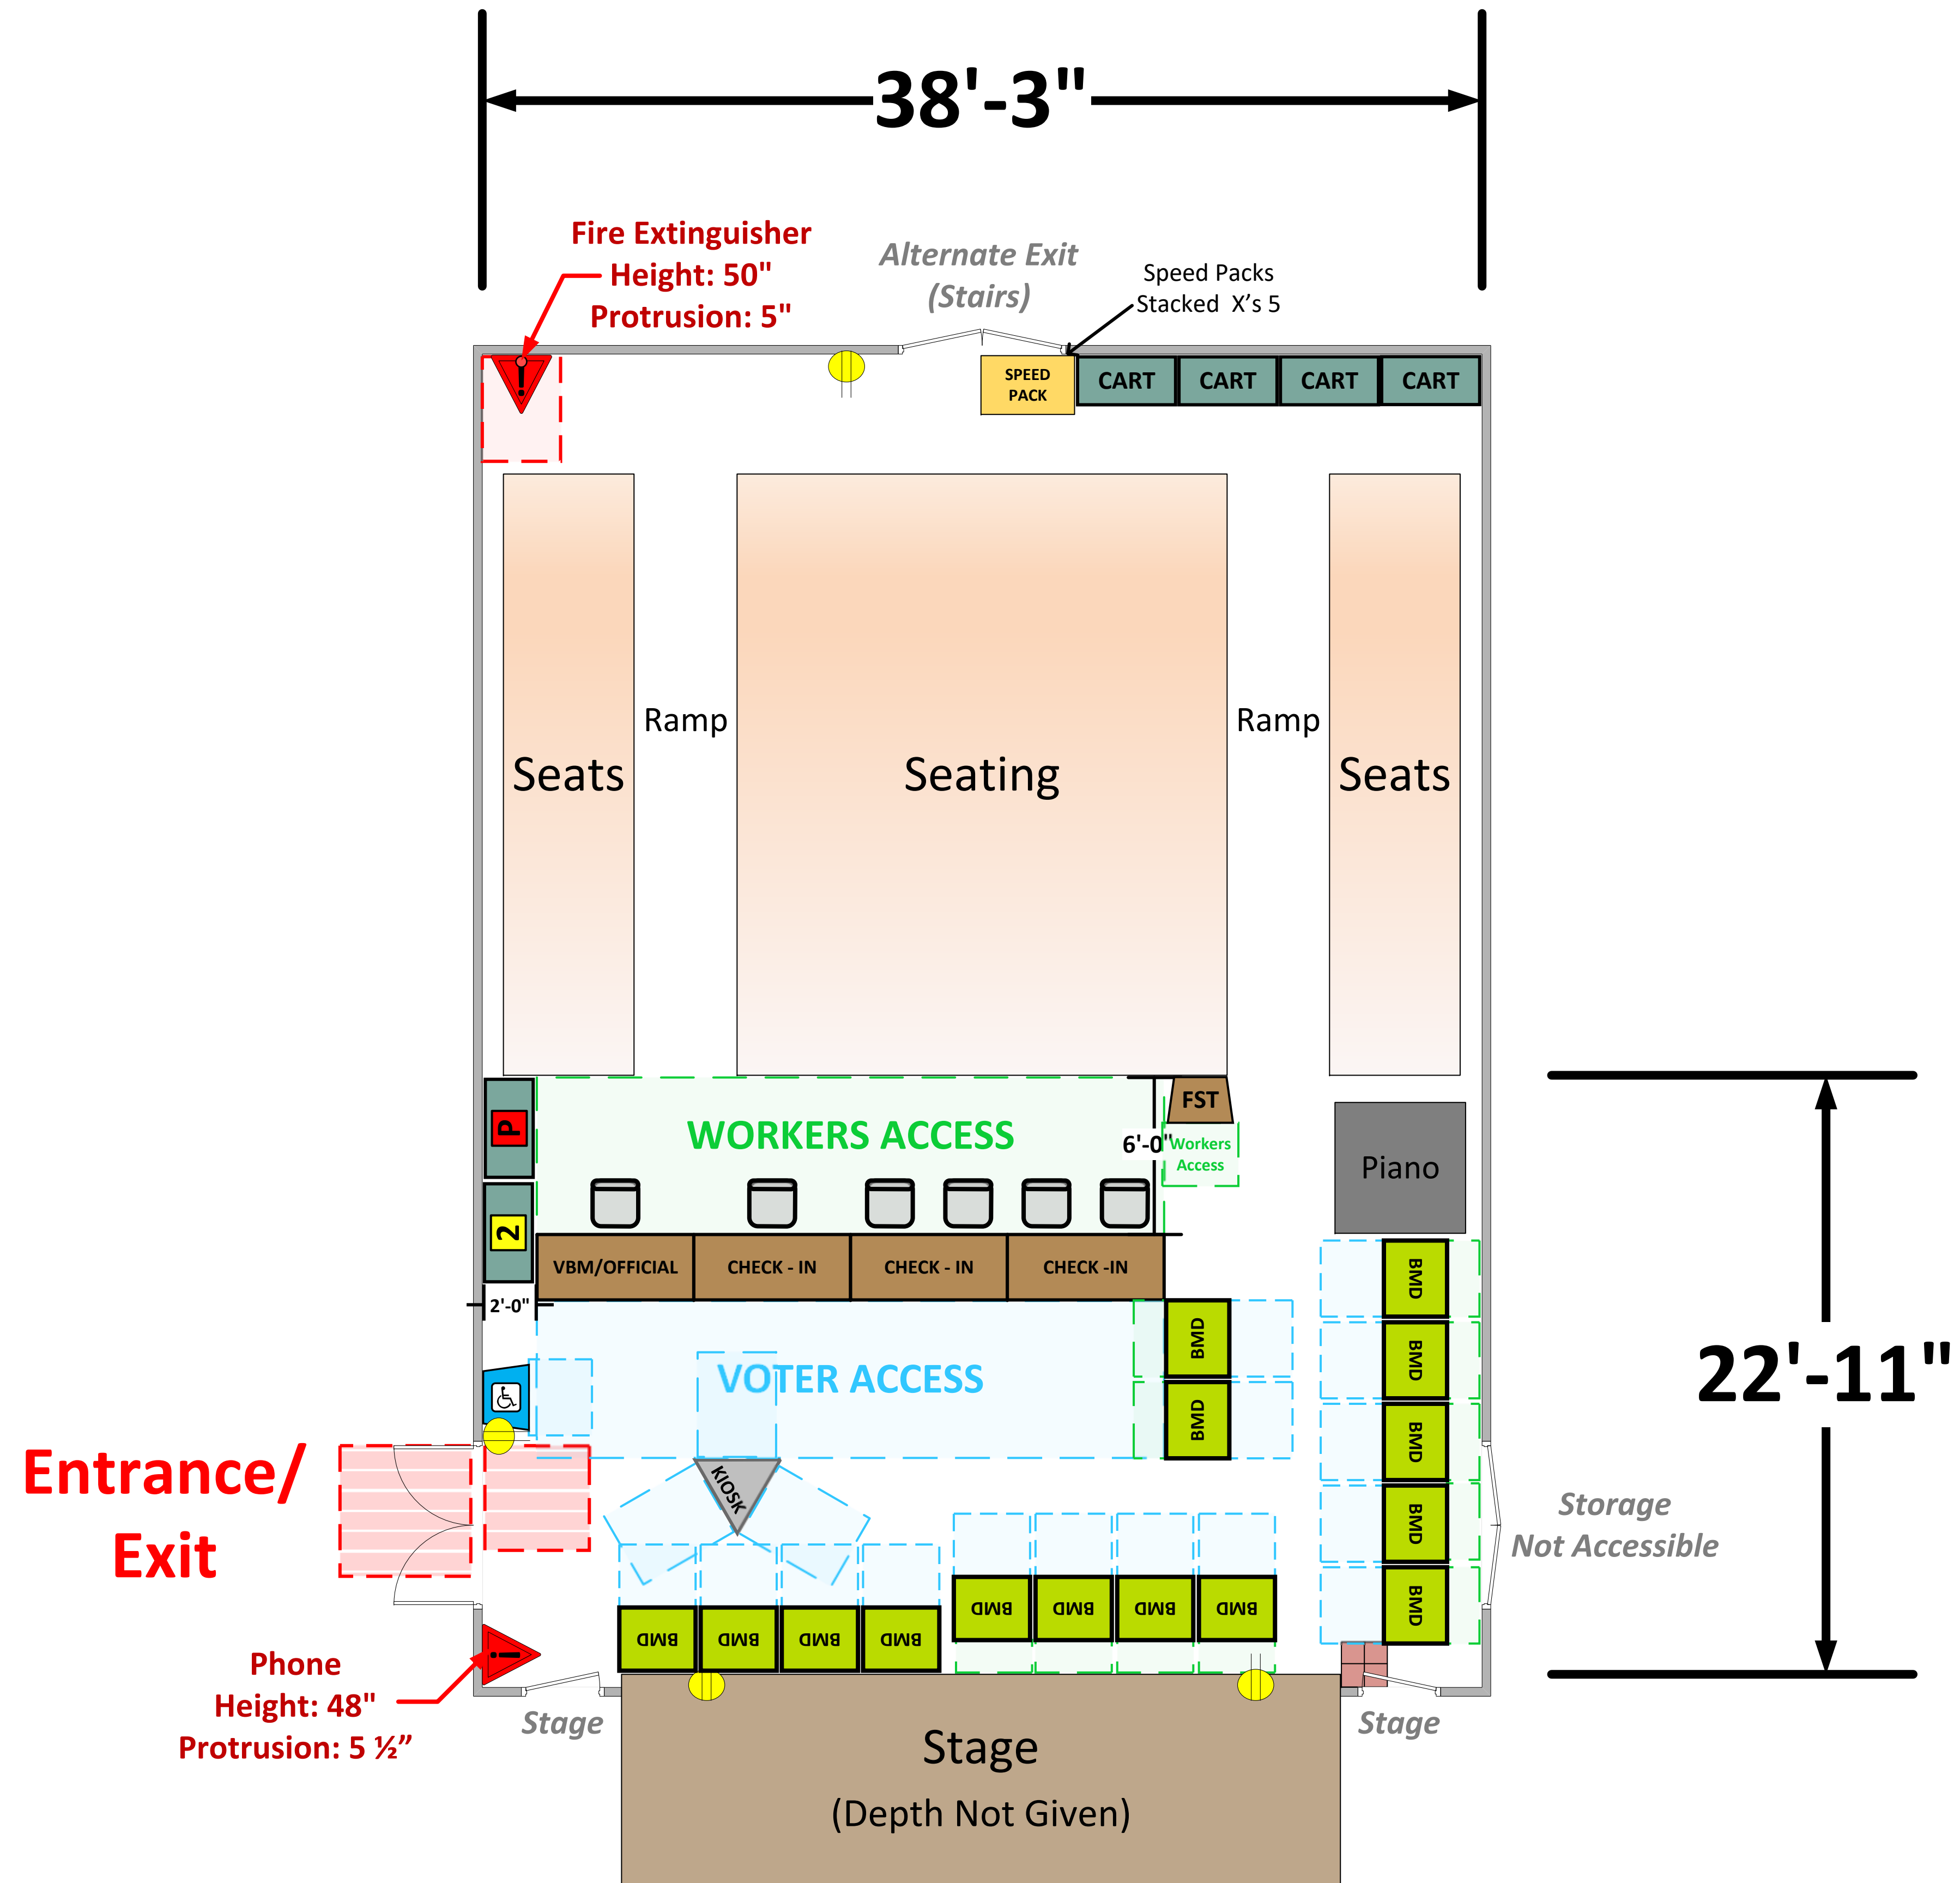 38'-3"
Fire Extinguisher
Height: 50"
Protrusion: 5"
Alternate Exit
(Stairs)
Speed Packs
Stacked X’s 5
!
SPEED
PACK
CART
CART
CART
CART
Ramp
Ramp
Seats
Seating
Seats
P
WORKERS ACCESS
FST
6'-0"
Workers
Access
Piano
2
VBM/OFFICIAL
CHECK - IN
CHECK - IN
CHECK -IN
2'-0"
BMD
BMD
BMD
BMD
BMD
BMD
BMD
VOTER ACCESS
22'-11"
Entrance/
Exit
KIOSK
Storage
Not Accessible
BMD
BMD
BMD
BMD
BMD
BMD
BMD
BMD
!
Phone
Height: 48"
Protrusion: 5 ½”
Stage
Stage
Stage
(Depth Not Given)